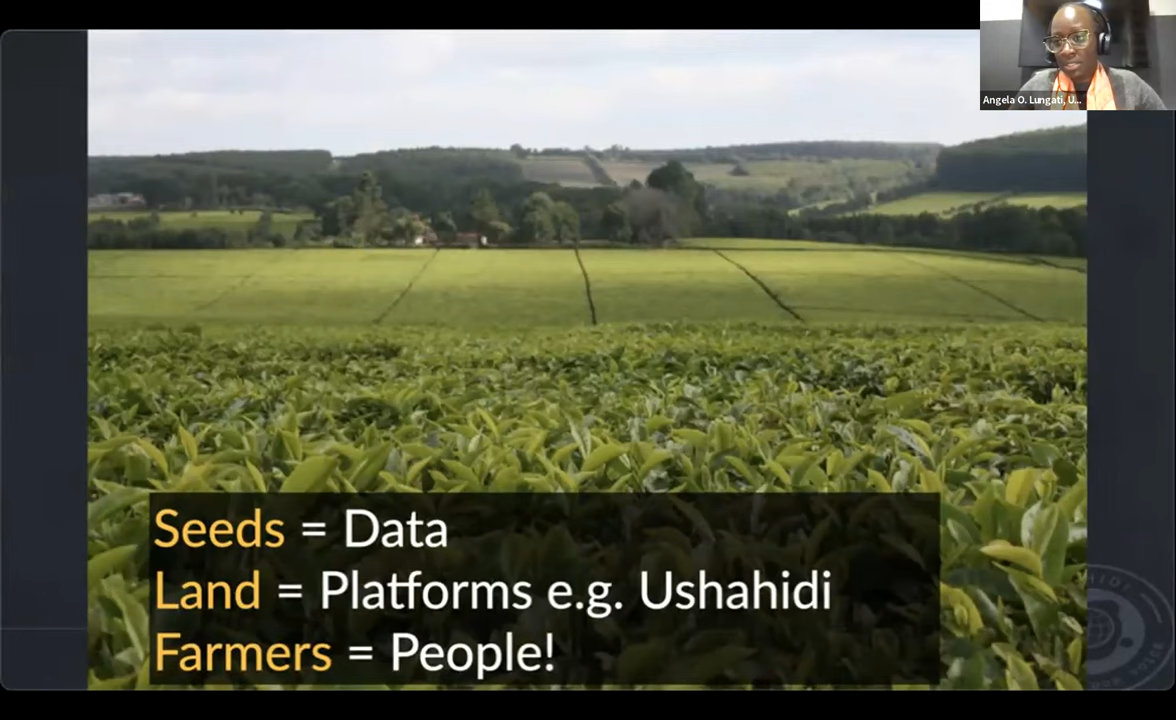 Angela O. Lungati, U...
Seeds = Data
Land = Platforms e.g. Ushahidi
Farmers = People!